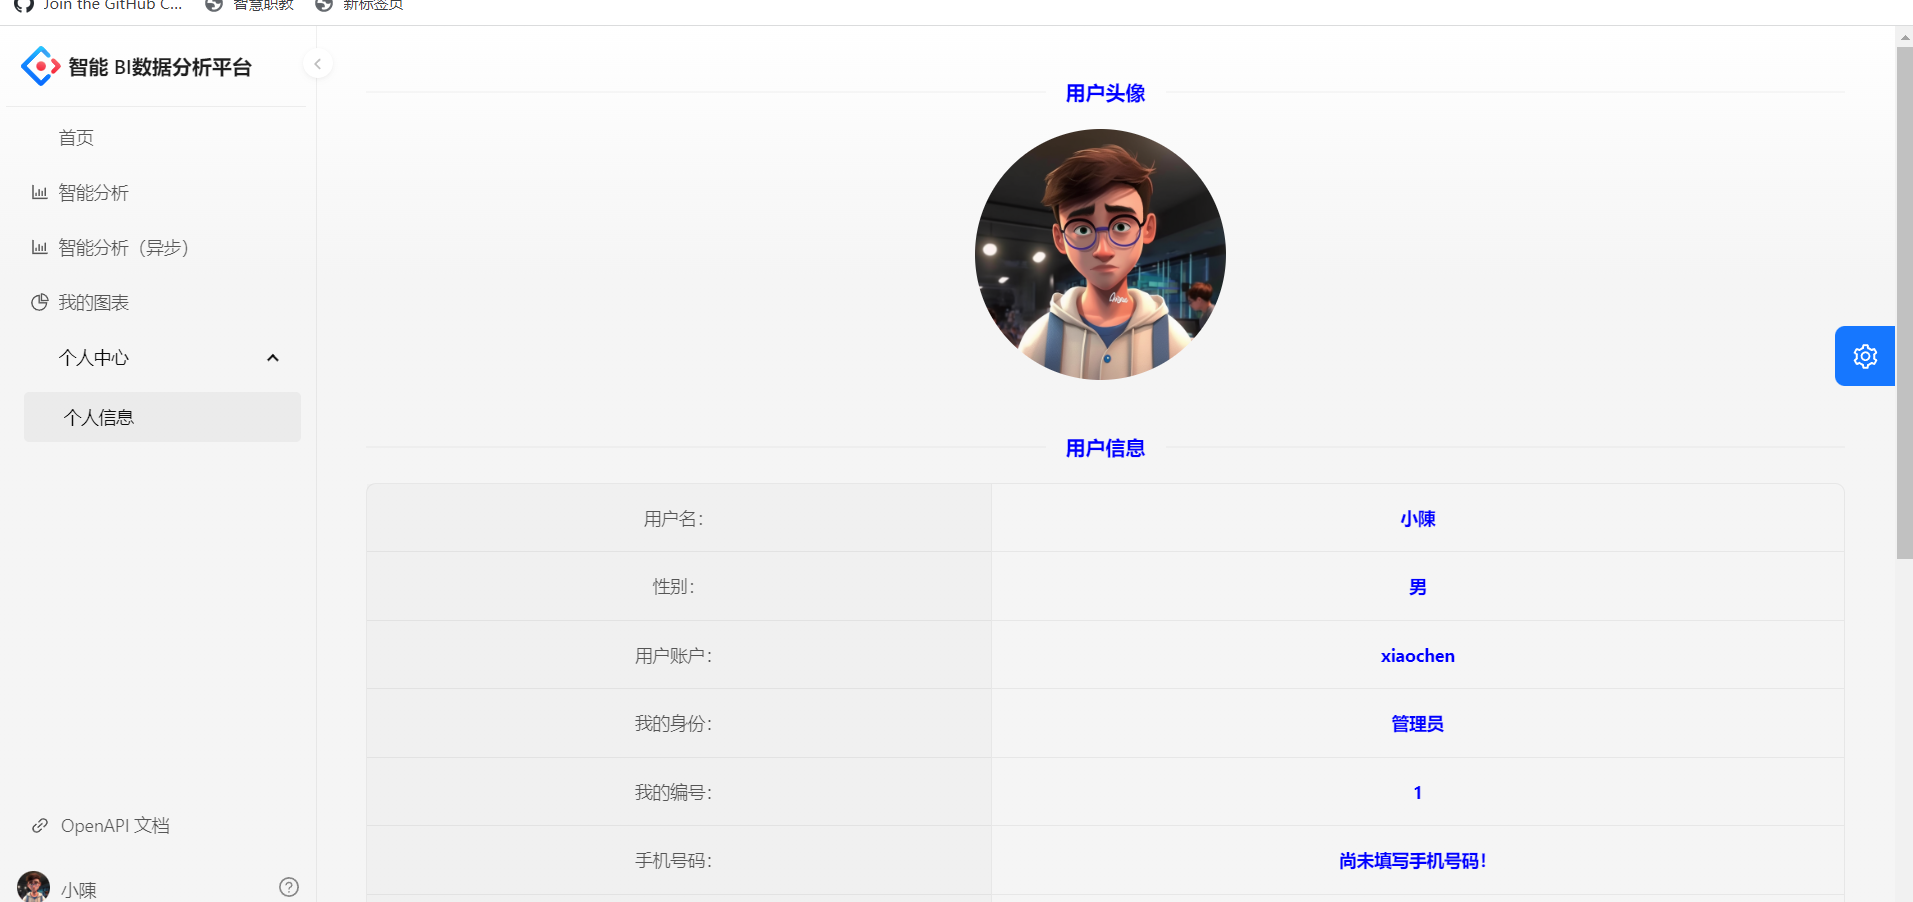 Join the GitHub C... 智慧职教 新标签页
智能 BI数据分析平台
首页
智能分析
智能分析（异步）
我的图表
个人中心
个人信息
OpenAPI 文档
小陳
用户头像
用户信息
用户名： 小陳
性别： 男
用户账户： xiaochen
我的身份： 管理员
我的编号： 1
手机号码： 尚未填写手机号码！